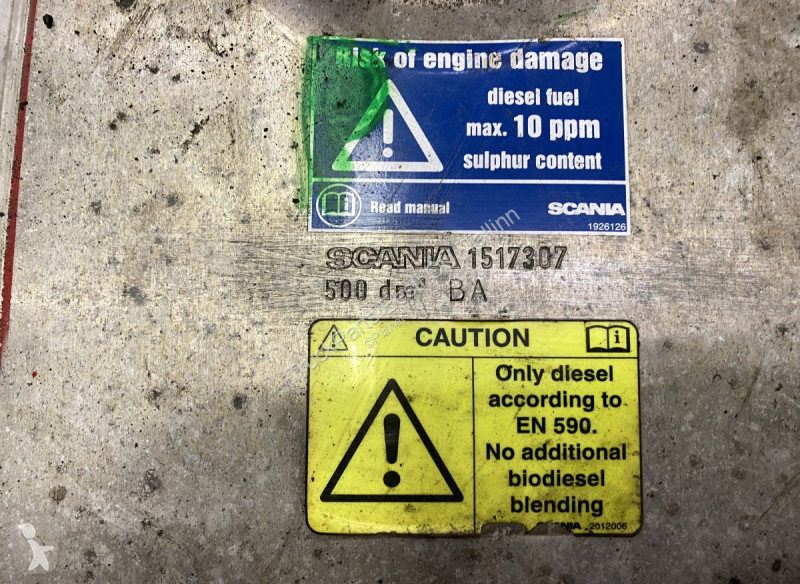 Risk of engine damage
diesel fuel
max. 10 ppm
sulphur content
Read manual
SCANIA
1926126
SCANIA 1517307
500 dm³ BA
CAUTION
Only diesel
according to
EN 590.
No additional
biodiesel
blending
2012006